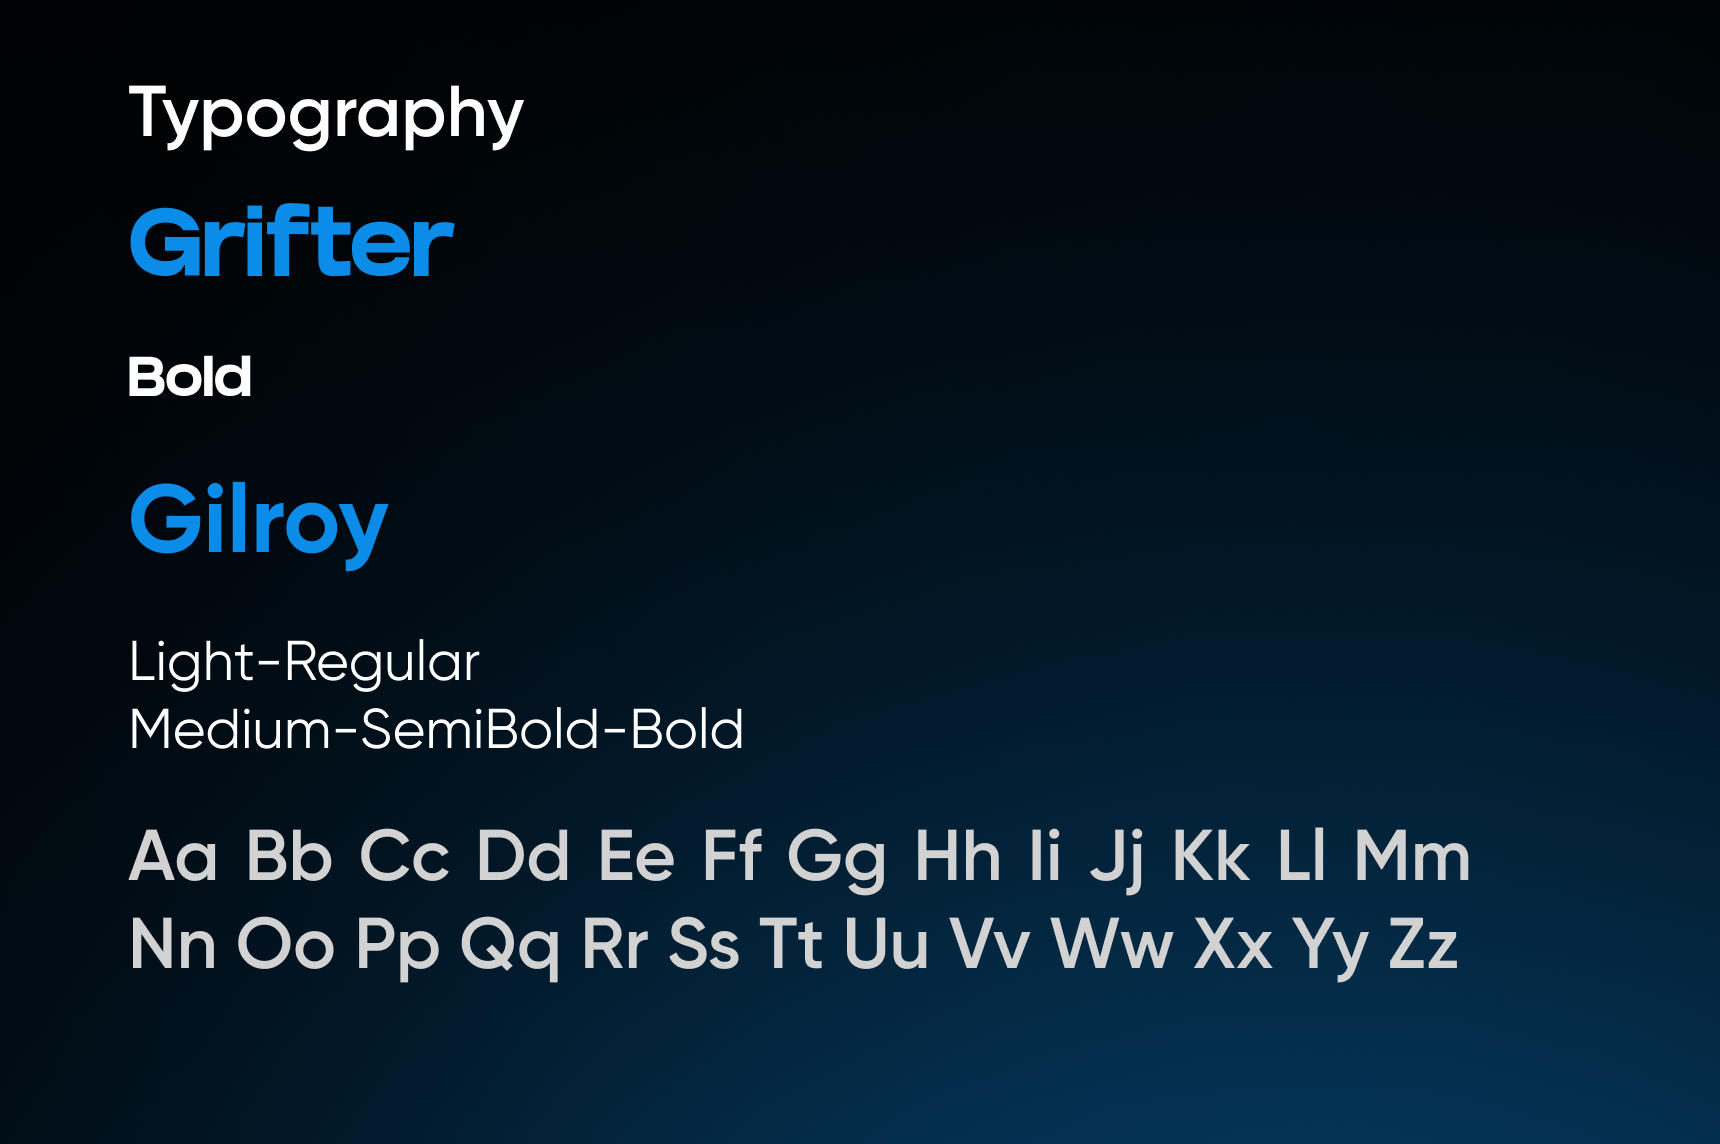 Typography
Grifter
Bold
Gilroy
Light-Regular
Medium-SemiBold-Bold
Aa Bb Cc Dd Ee Ff Gg Hh Ii Jj Kk Ll Mm
Nn Oo Pp Qq Rr Ss Tt Uu Vv Ww Xx Yy Zz